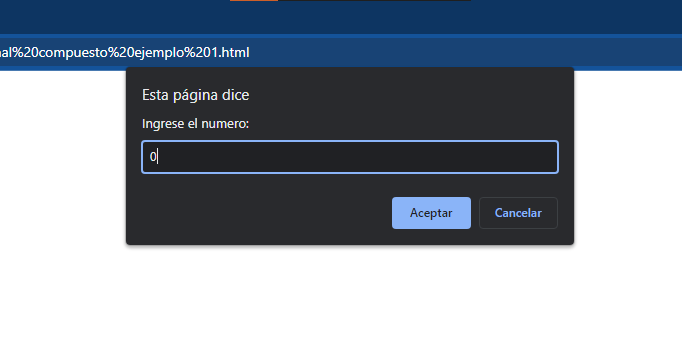 al%20compuesto%20ejemplo%201.html
Esta página dice
Ingrese el numero:
0
Aceptar
Cancelar